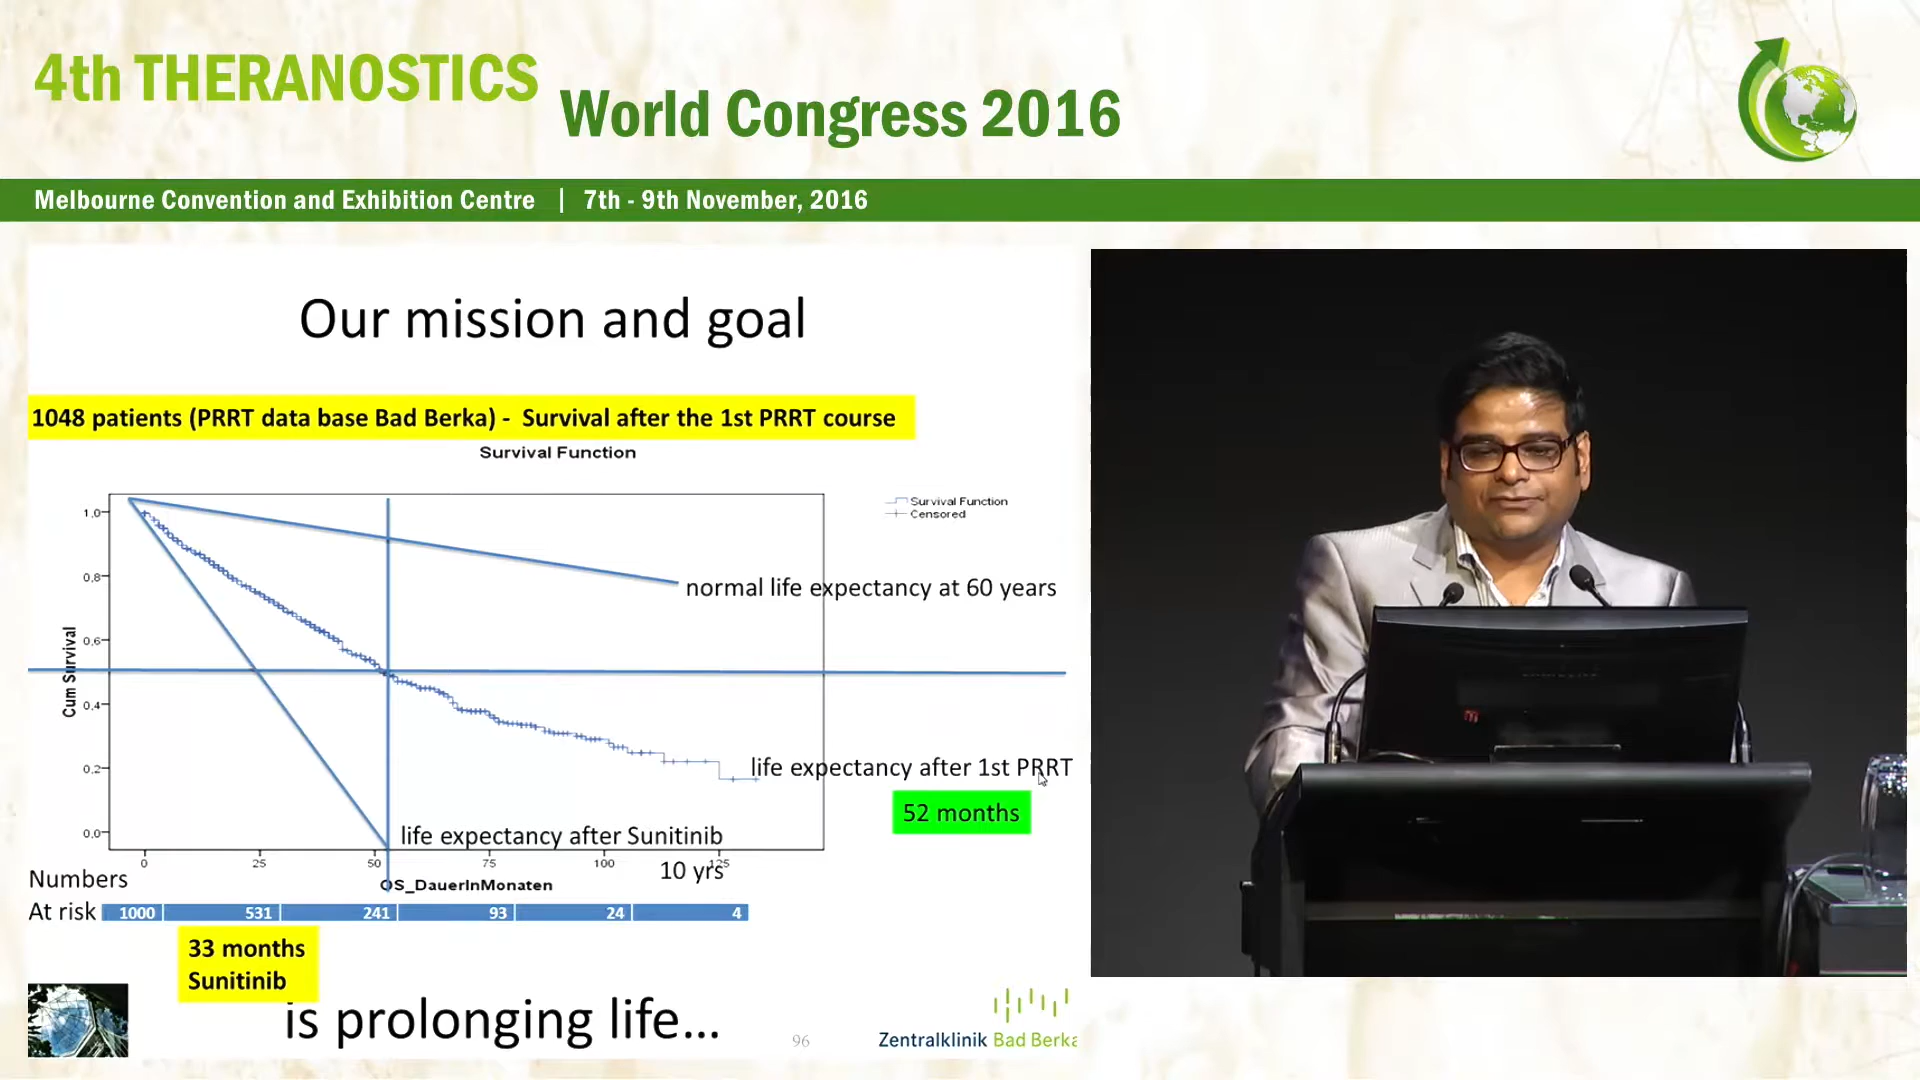 4th THERANOSTICS
World Congress 2016
Melbourne Convention and Exhibition Centre | 7th - 9th November, 2016
Our mission and goal
1048 patients (PRRT data base Bad Berka) - Survival after the 1st PRRT course
Survival Function
Survival Function
Censored
1,0
0,8
0,6
0,4
0,2
0,0
Cum Survival
normal life expectancy at 60 years
life expectancy after 1st PRRT
52 months
life expectancy after Sunitinib
0 25 50 75 100 125
10 yrs
OS_DauerInMonaten
Numbers
At risk 1000 531 241 93 24 4
33 months
Sunitinib
is prolonging life...
96
Zentralklinik Bad Berka